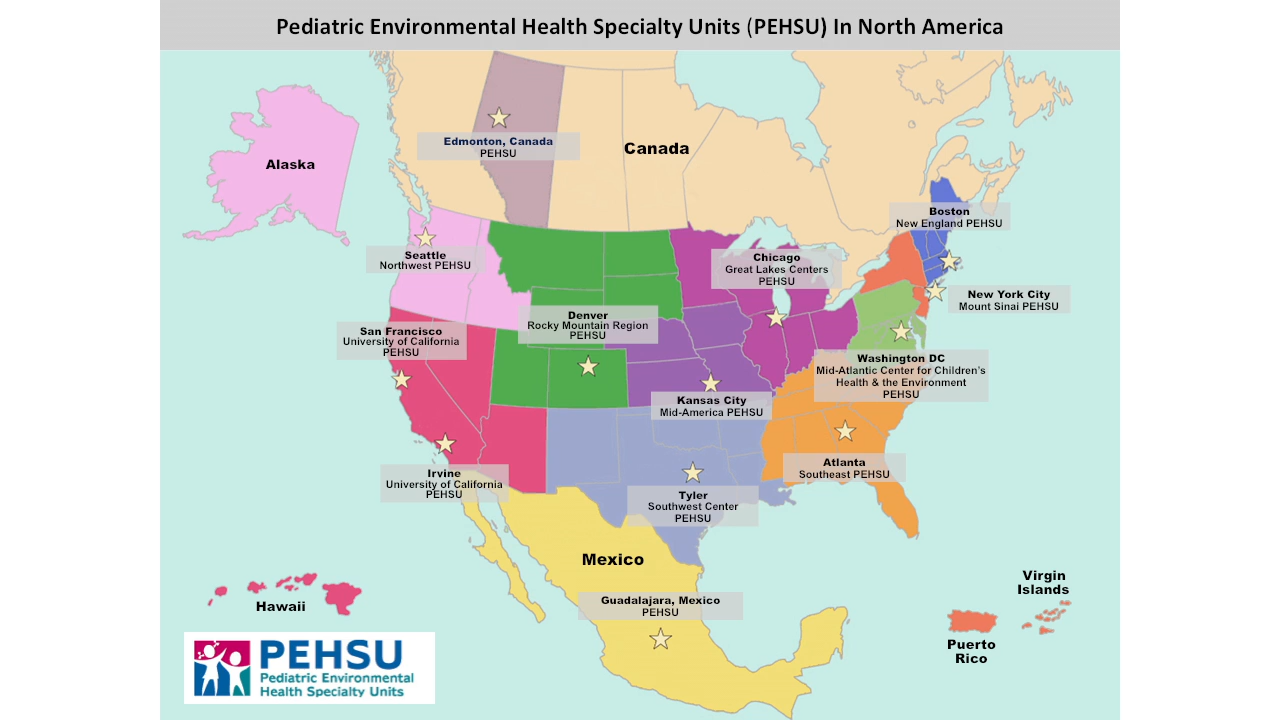 Pediatric Environmental Health Specialty Units (PEHSU) In North America
Edmonton, Canada
PEHSU
Canada
Alaska
Boston
New England PEHSU
Seattle
Northwest PEHSU
Chicago
Great Lakes Centers
PEHSU
New York City
Mount Sinai PEHSU
Denver
Rocky Mountain Region
PEHSU
San Francisco
University of California
PEHSU
Washington DC
Mid-Atlantic Center for Children's
Health & the Environment
PEHSU
Kansas City
Mid-America PEHSU
Atlanta
Southeast PEHSU
Irvine
University of California
PEHSU
Tyler
Southwest Center
PEHSU
Mexico
Guadalajara, Mexico
PEHSU
Hawaii
Virgin
Islands
Puerto
Rico
PEHSU
Pediatric Environmental
Health Specialty Units